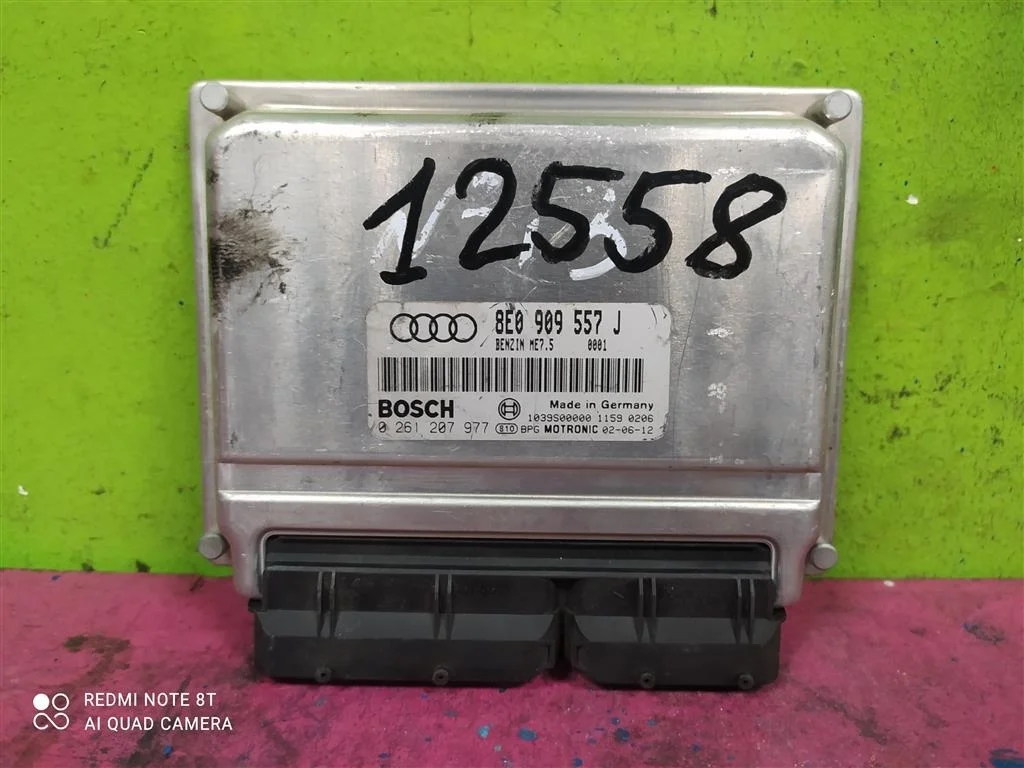 12558
8E0 909 557 J
BENZIN ME7.5 0001
BOSCH Made in Germany
1039S00000 1159 0206
0 261 207 977 810 BPG MOTRONIC 02-06-12
REDMI NOTE 8T
AI QUAD CAMERA